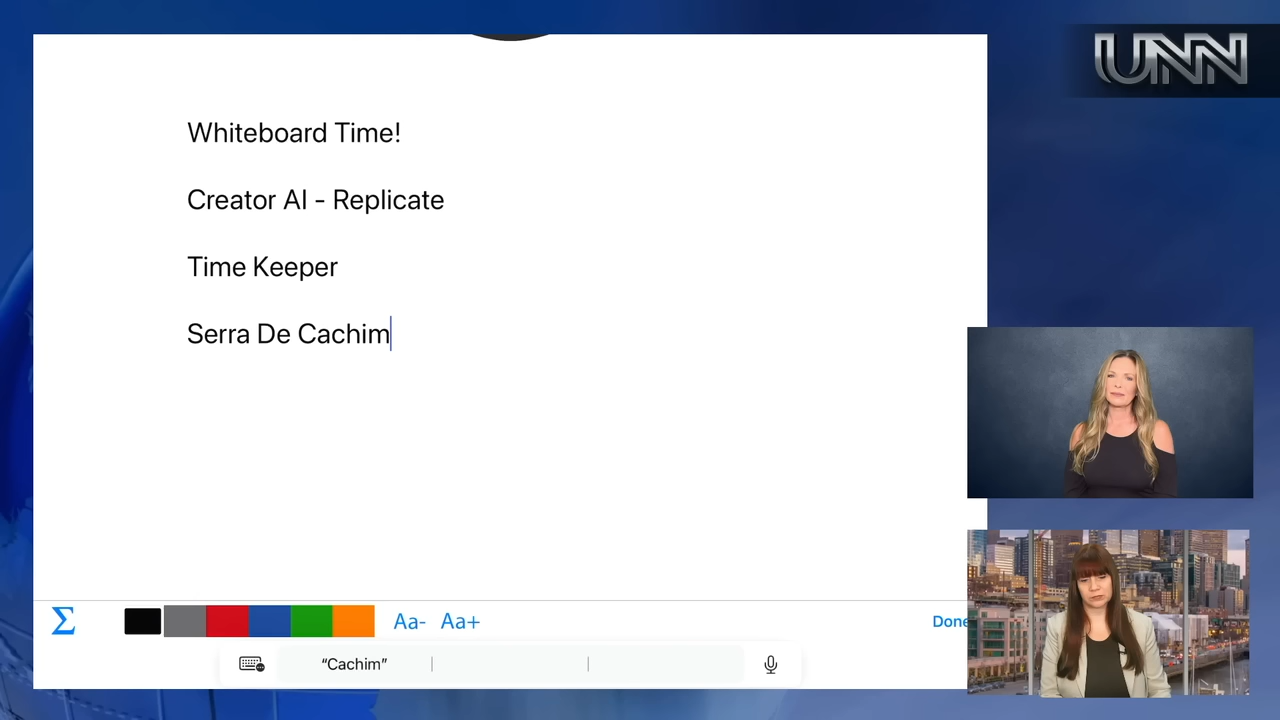 UNN
Whiteboard Time!
Creator AI - Replicate
Time Keeper
Serra De Cachim
Σ
Aa- Aa+
Done
“Cachim”